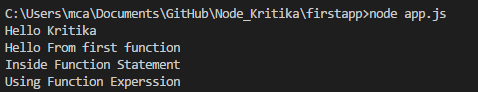 C:\Users\mca\Documents\GitHub\Node_Kritika\firstapp>node app.js
Hello Kritika
Hello From first function
Inside Function Statement
Using Function Experssion